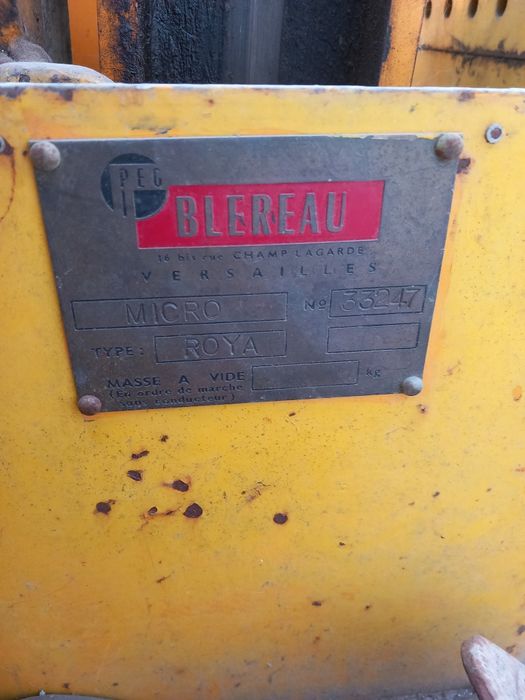 PEG
BLEREAU
16 bis rue CHAMP LAGARDE
VERSAILLES
MICRO
Nº 33247
TYPE: ROYA
MASSE A VIDE kg
(En ordre de marche
sans conducteur)